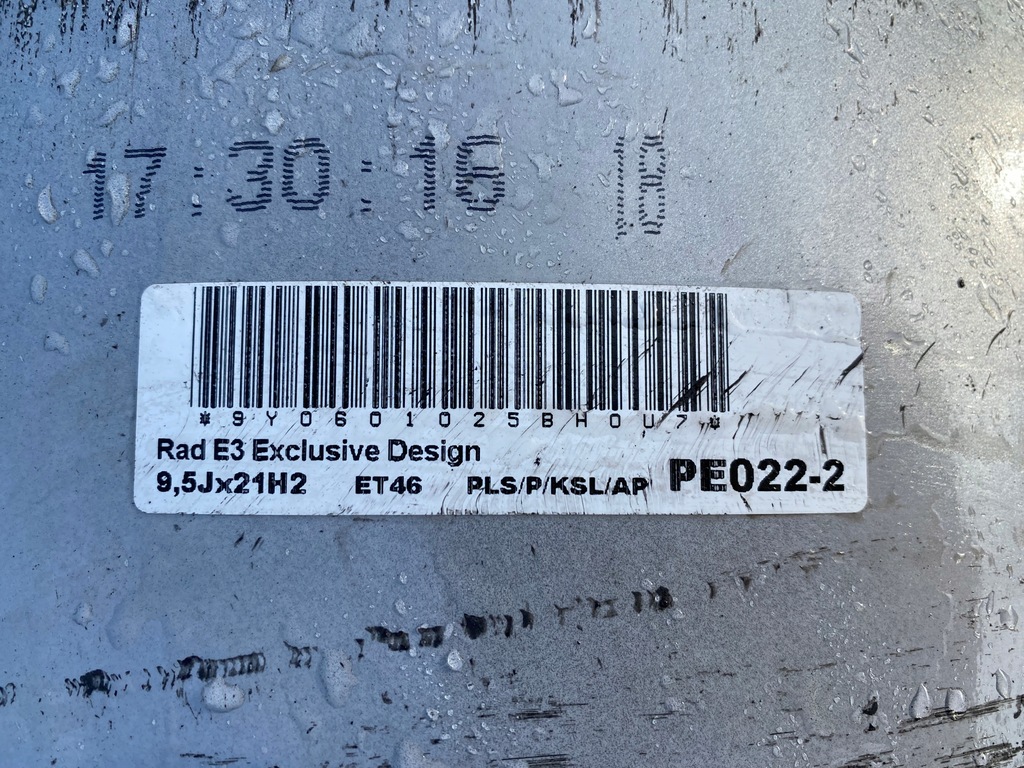 17:30:16 18
*9Y0601025BH0U7*
Rad E3 Exclusive Design
9,5Jx21H2 ET46 PLS/P/KSL/AP PE022-2